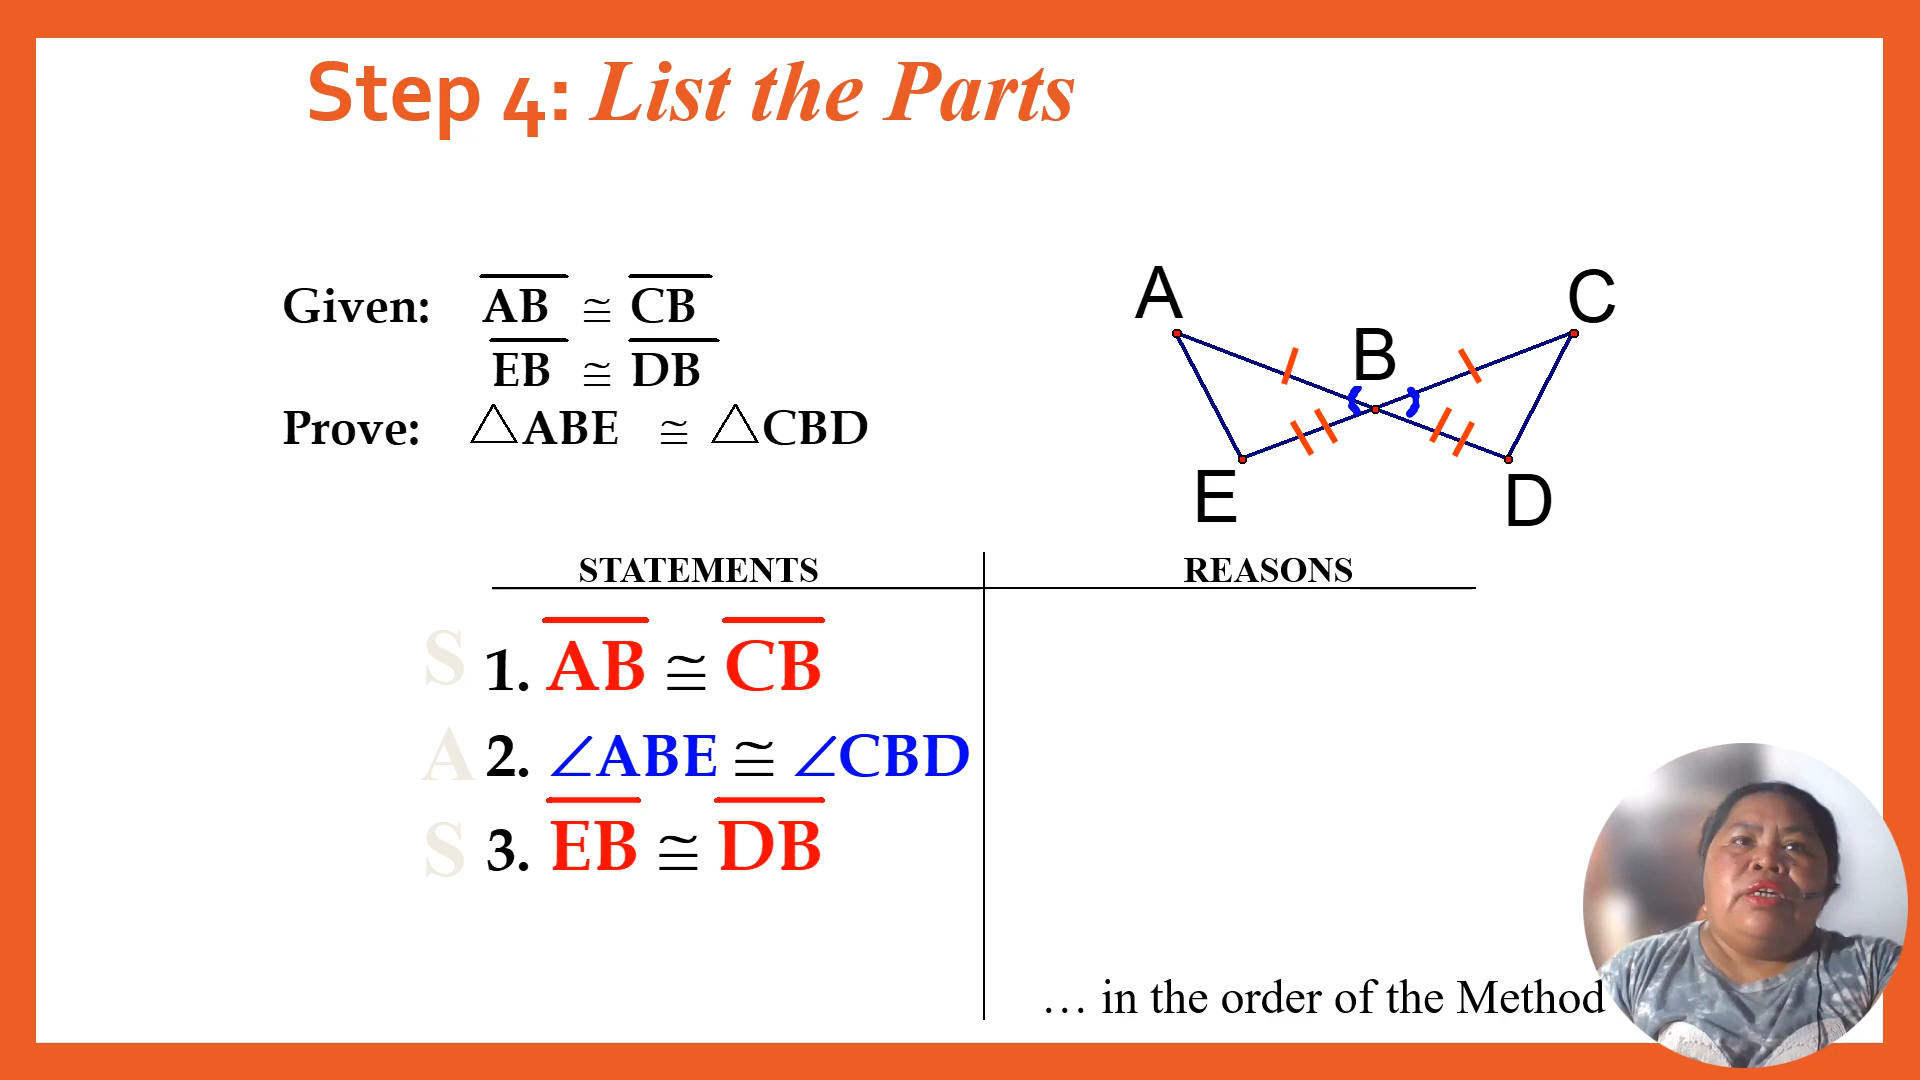 Step 4: List the Parts
Given: AB ≅ CB
EB ≅ DB
Prove: △ABE ≅ △CBD
A
C
B
E
D
STATEMENTS REASONS
S 1. AB ≅ CB
A 2. ∠ABE ≅ ∠CBD
S 3. EB ≅ DB
… in the order of the Method